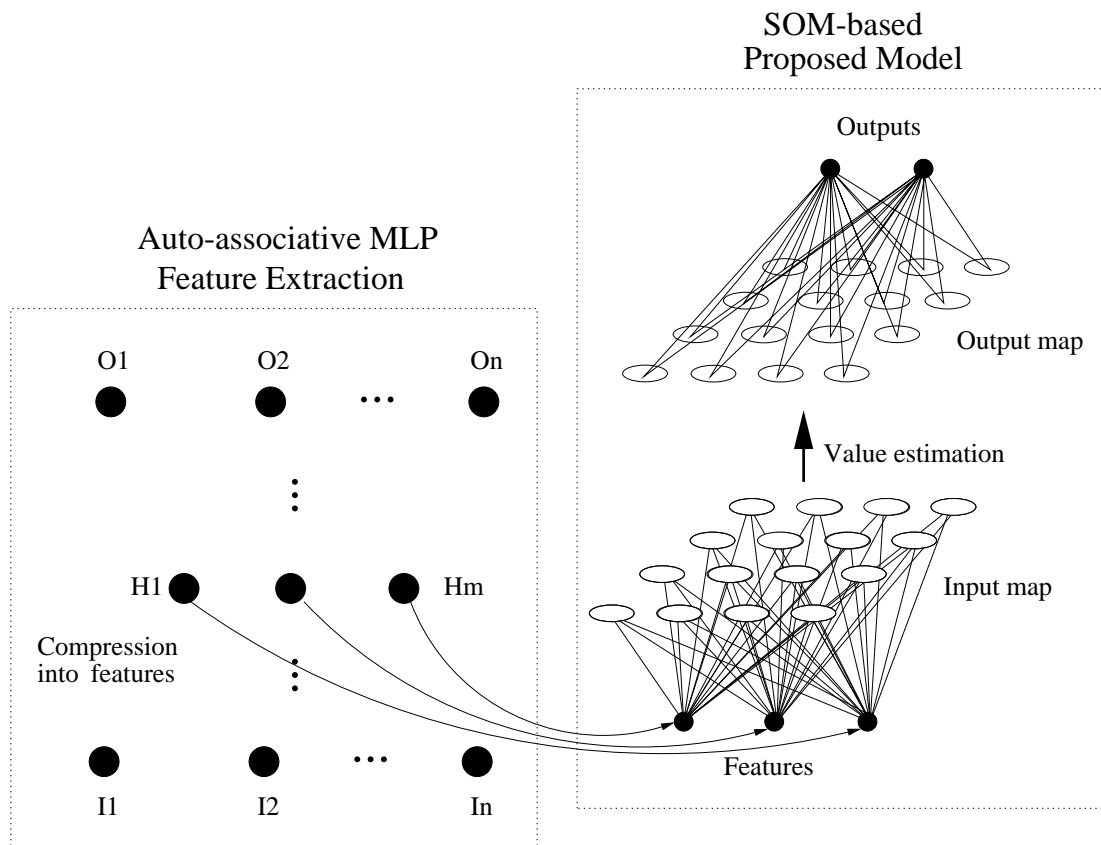 SOM-based
Proposed Model
Outputs
Output map
Value estimation
Input map
Features
Auto-associative MLP
Feature Extraction
O1 O2 ... On
H1 Hm
Compression
into features
I1 I2 ... In